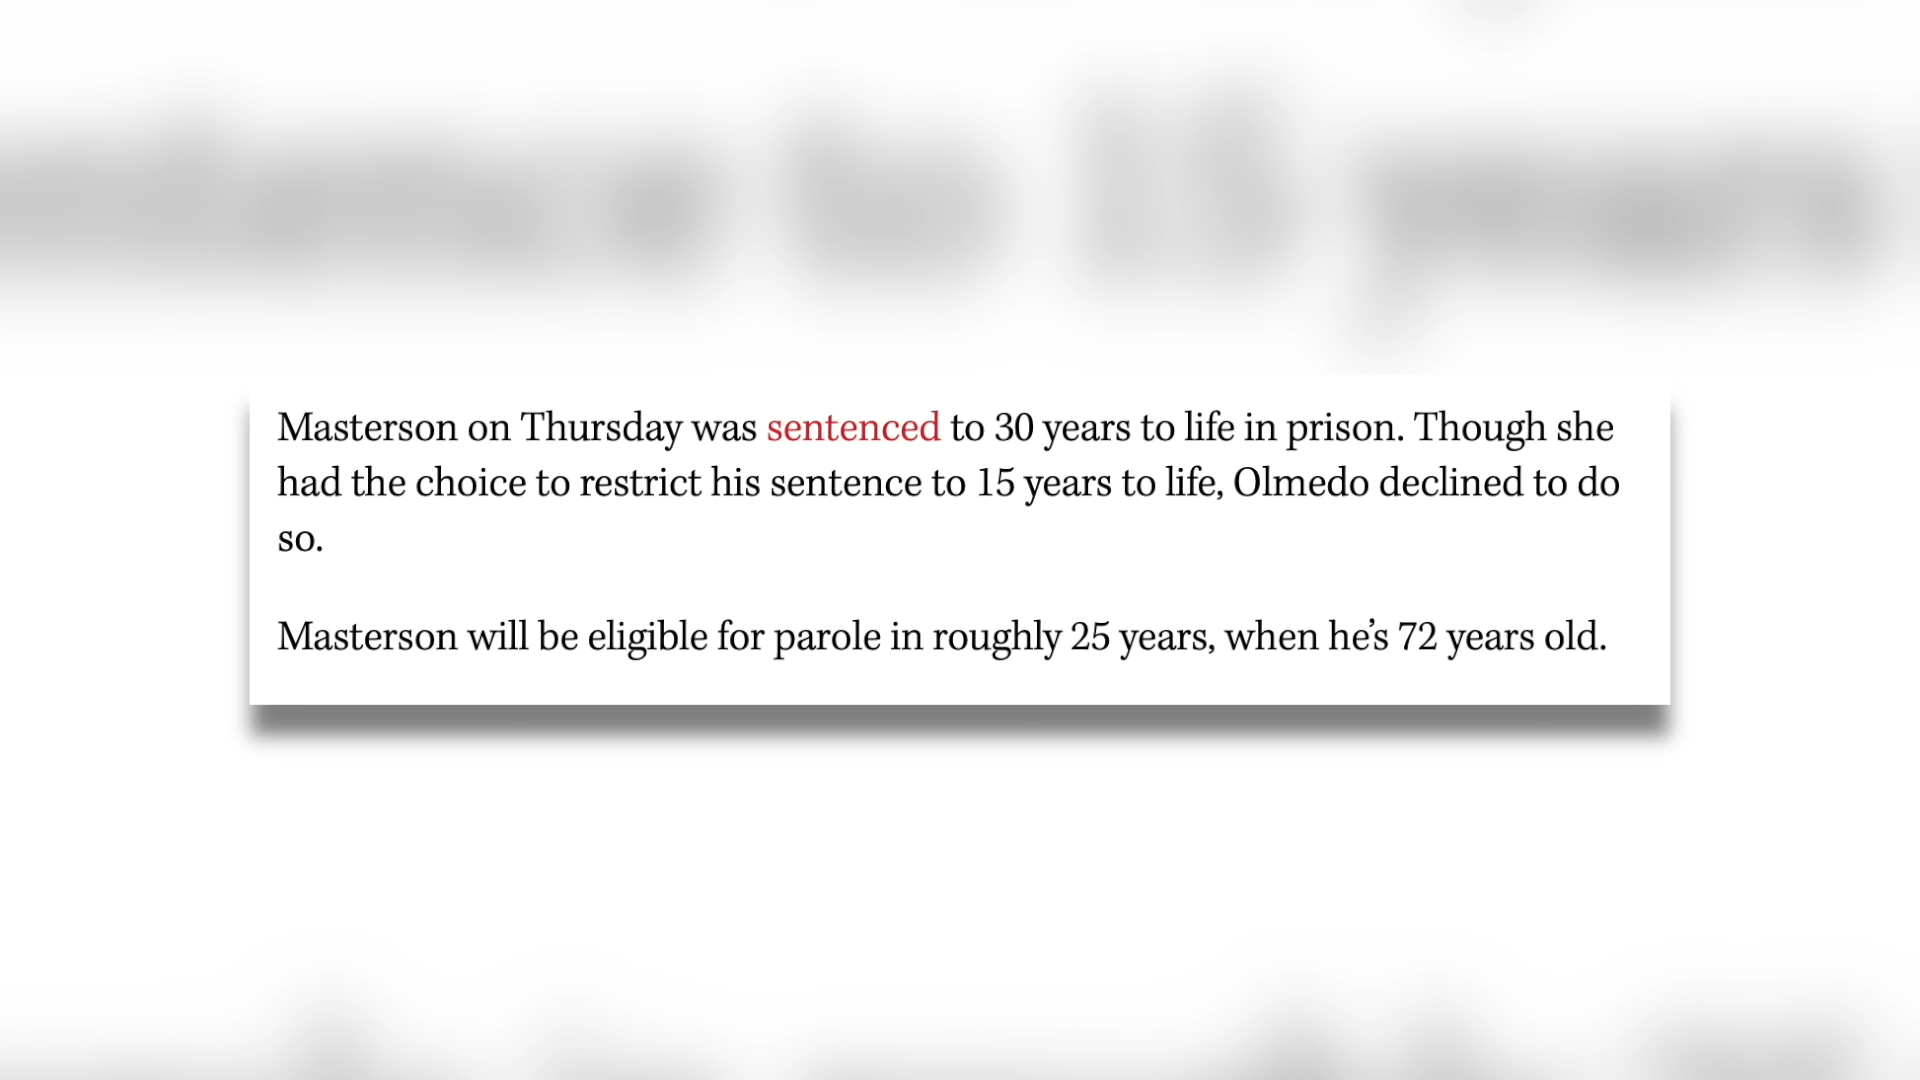 Masterson on Thursday was sentenced to 30 years to life in prison. Though she
had the choice to restrict his sentence to 15 years to life, Olmedo declined to do
so.
Masterson will be eligible for parole in roughly 25 years, when he's 72 years old.